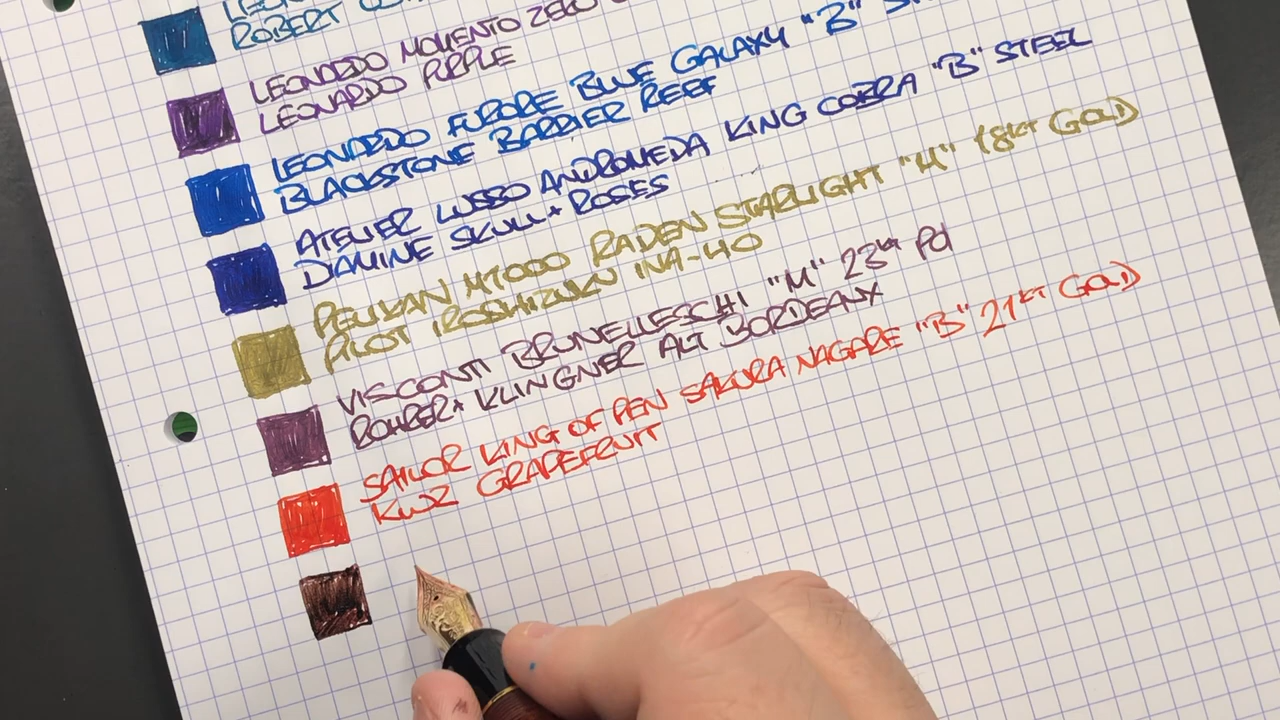 ROBERT
LEONARDO MOMENTO ZERO
LEONARDO PURPLE
LEONARDO FURORE BLUE GALAXY "B"
BLACKSTONE BARRIER REEF
ATELIER LUSSO ANDROMEDA KING COBRA "B" STEEL
DIAMINE SKULL + ROSES
PELIKAN M7000 RADEN STARLIGHT "M" 18KT GOLD
PILOT IROSHIZUKU INA-HO
VISCONTI BRUNELLESCHI "M" 23KT Pd
ROHRER + KLINGNER ALT BORDEAUX
SAILOR KING OF PEN SAKURA NAGARE "B" 21KT GOLD
KWZ GRAPEFRUIT